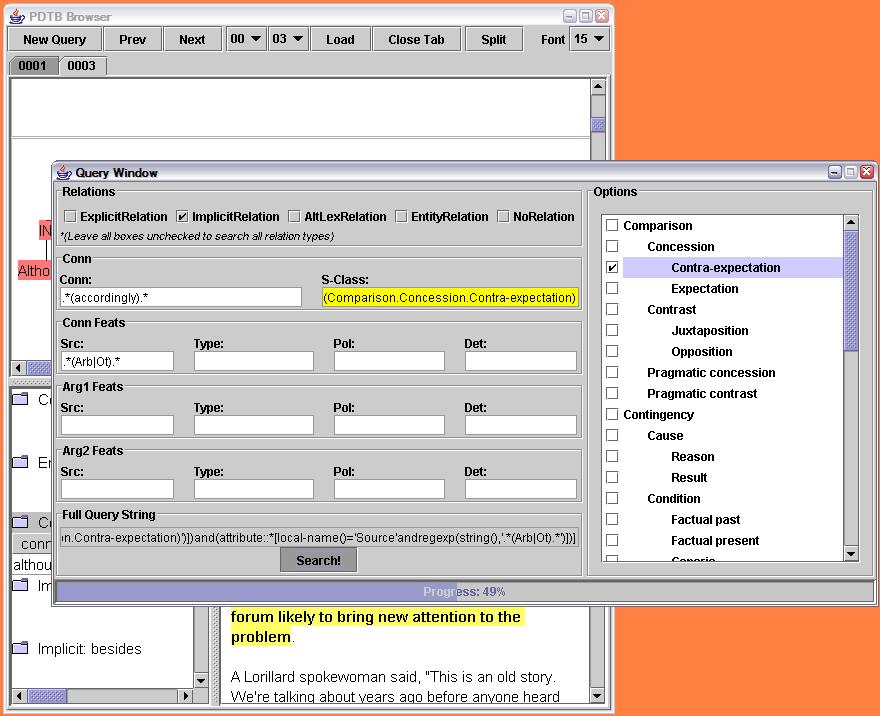 PDTB Browser
New Query Prev Next 00 03 Load Close Tab Split Font 15
0001 0003
Query Window
Relations
ExplicitRelation ImplicitRelation AltLexRelation EntityRelation NoRelation
*(Leave all boxes unchecked to search all relation types)
Conn
Conn: S-Class:
.*(accordingly).* (Comparison.Concession.Contra-expectation)
Conn Feats
Src: Type: Pol: Det:
.*(Arb|Ot).*
Arg1 Feats
Src: Type: Pol: Det:
Arg2 Feats
Src: Type: Pol: Det:
Full Query String
n.Contra-expectation)')])and(attribute::*[local-name()='Source'andregexp(string(),'.*(Arb|Ot).*')])]
Search!
Options
Comparison
Concession
Contra-expectation
Expectation
Contrast
Juxtaposition
Opposition
Pragmatic concession
Pragmatic contrast
Contingency
Cause
Reason
Result
Condition
Factual past
Factual present
Generic
Progress: 49%
IN
Altho
Co
En
Co
conn
althou
Im
Implicit: besides
forum likely to bring new attention to the
problem.
A Lorillard spokewoman said, "This is an old story.
We're talking about years ago before anyone heard